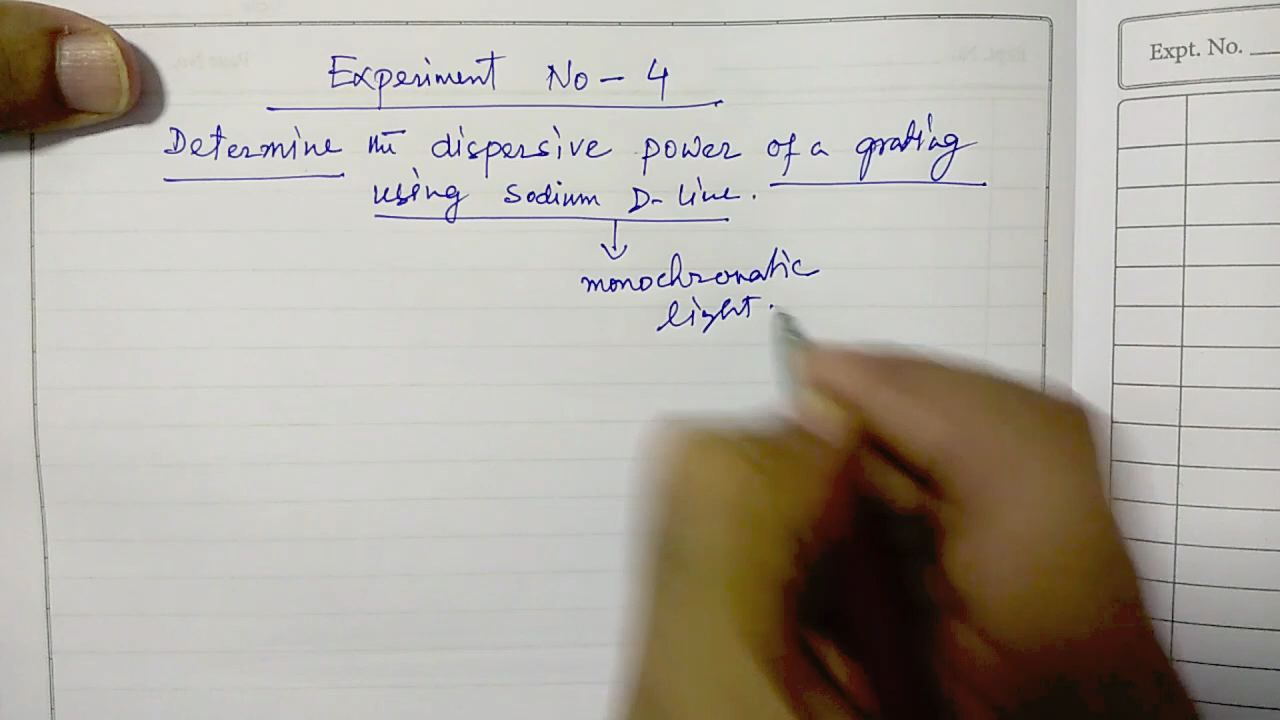 Experiment No - 4
Determine the dispersive power of a grating
using Sodium D-line.
monochromatic
light.
Expt. No.